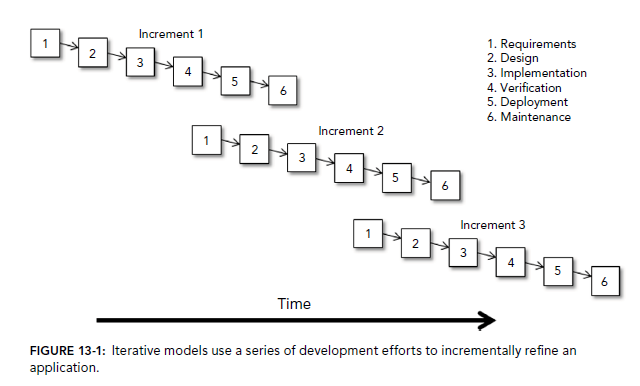 Increment 1
1
2
3
4
5
6
1. Requirements
2. Design
3. Implementation
4. Verification
5. Deployment
6. Maintenance
Increment 2
1
2
3
4
5
6
Increment 3
1
2
3
4
5
6
Time
FIGURE 13-1: Iterative models use a series of development efforts to incrementally refine an
application.